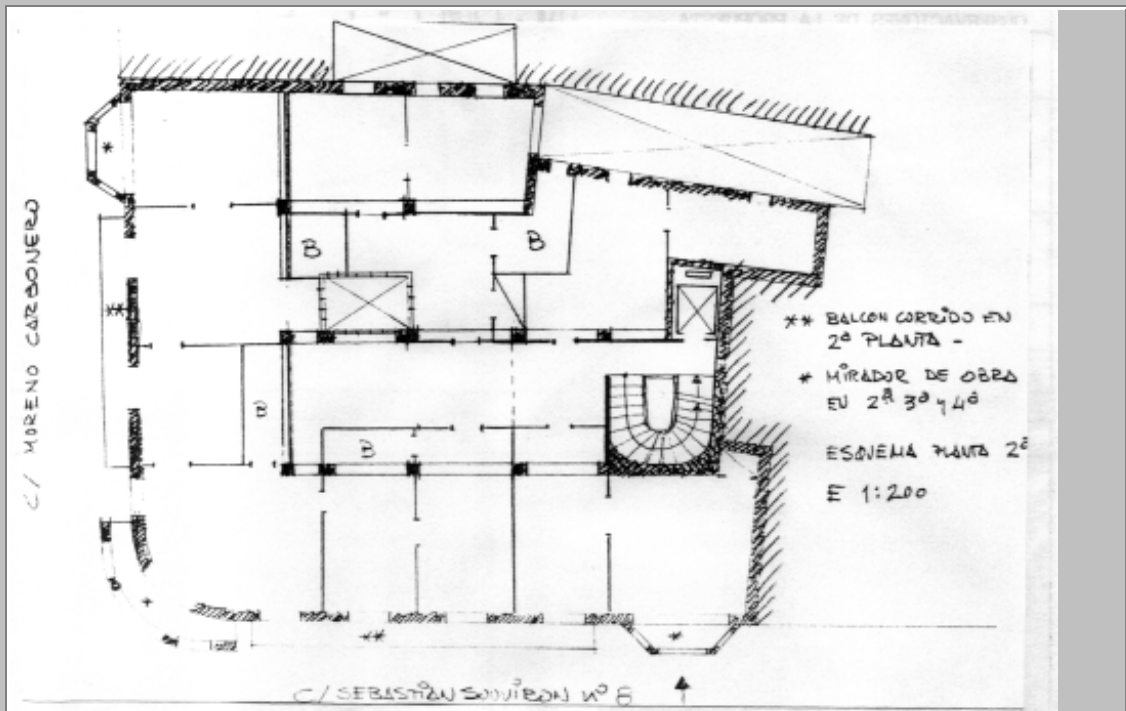 C/ MORENO CARBONERO
*
**
B
B
B
B
** BALCON CORRIDO EN
2ª PLANTA -
* MIRADOR DE OBRA
EN 2ª 3ª y 4ª
ESQUEMA PLANTA 2ª
E 1:200
*
**
*
C/ SEBASTIAN SOUVIRON Nº 8